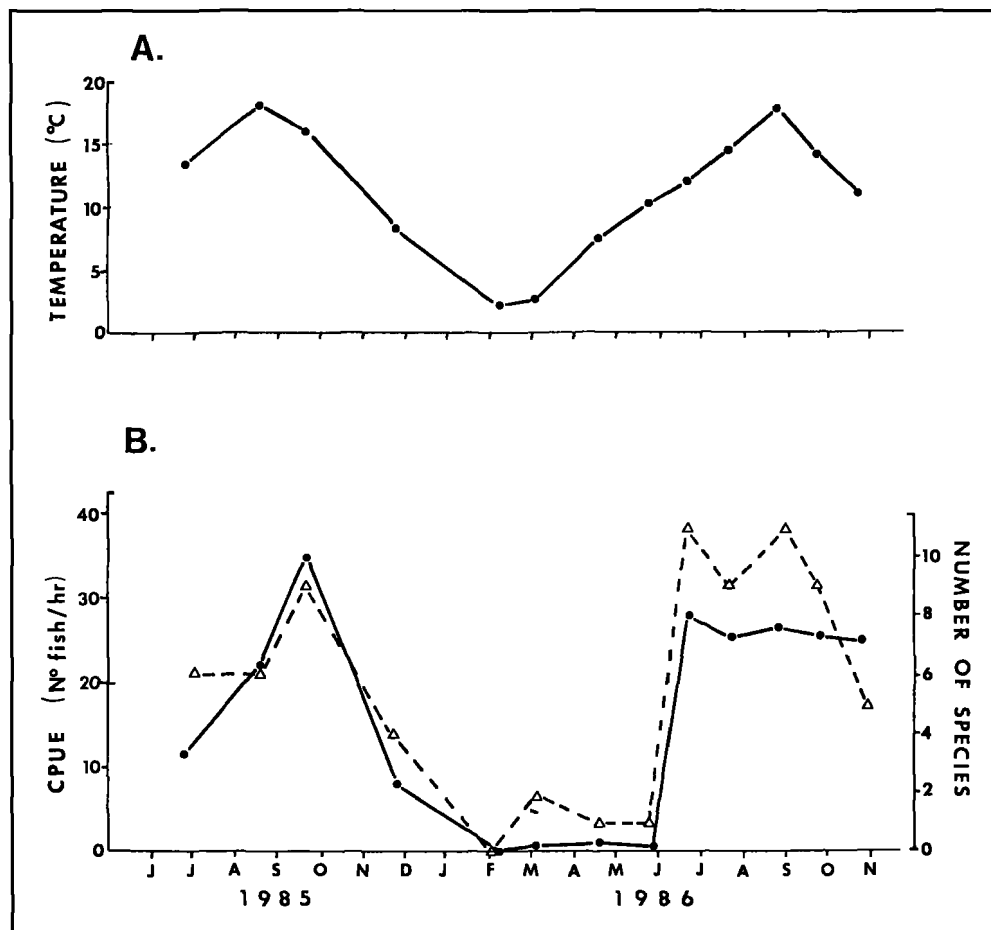 A.
TEMPERATURE (°C)
20
15
10
5
0
J J A S O N D J F M A M J J A S O N
B.
CPUE (Nº fish/hr)
40
30
20
10
0
NUMBER OF SPECIES
10
8
6
4
2
0
J J A S O N D J F M A M J J A S O N
1985 1986